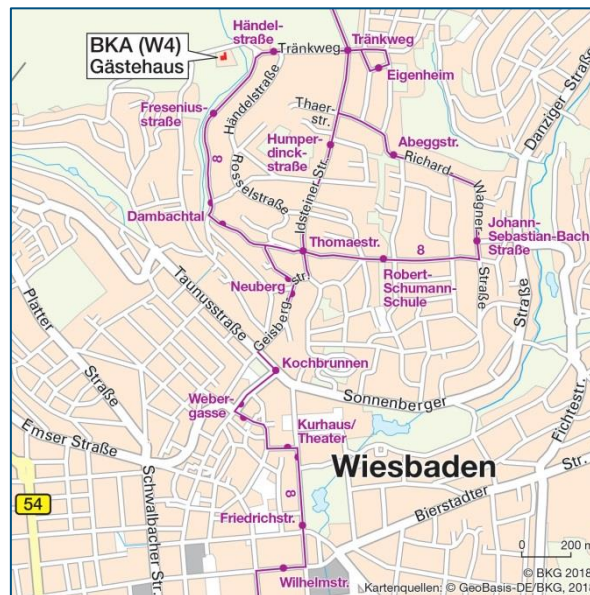 BKA (W4)
Gästehaus
Händel-
straße
Tränkweg
Tränkweg
Eigenheim
Fresenius-
straße
Händelstraße
Thaer-
str.
Danziger Straße
8
Humper-
dinck-
straße
Abeggstr.
Richard-
Wagner-
Straße
Rosselstraße
Idsteiner Str.
Dambachtal
Thomaestr.
8
Johann-
Sebastian-Bach-
Straße
Robert-
Schumann-
Schule
Neuberg
Geisberg-
str.
Taunusstraße
Platter
Straße
Kochbrunnen
Sonnenberger
Weber-
gasse
Emser Straße
Kurhaus/
Theater
Fichtestr.
Wiesbaden
Schwalbacher Str.
8
Bierstadter
Str.
54
Friedrichstr.
Wilhelmstr.
0
200 m
© BKG 2018
Kartenquellen: © GeoBasis-DE/BKG, 2018